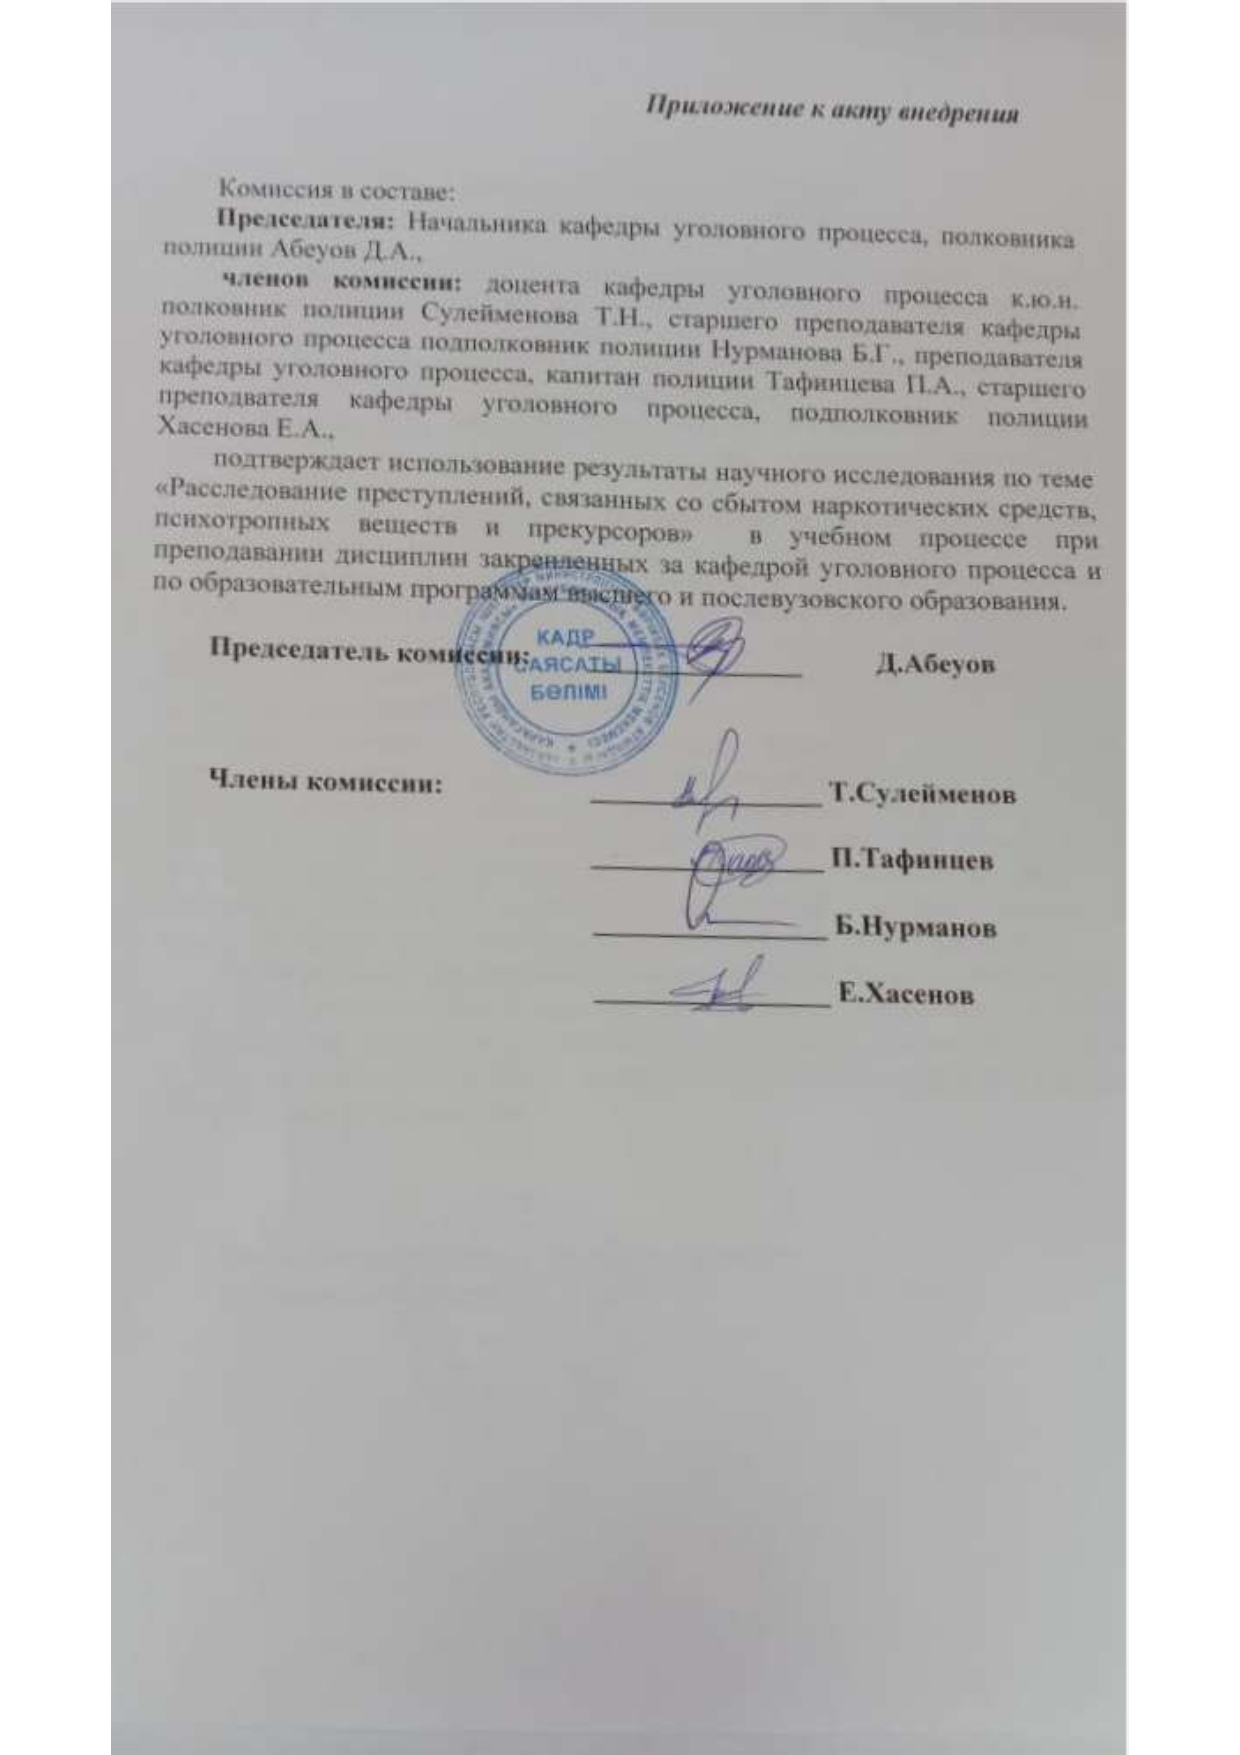 Приложение к акту внедрения
Комиссия в составе:
Председателя: Начальника кафедры уголовного процесса, полковника
полиции Абеуов Д.А.,
членов комиссии: доцента кафедры уголовного процесса к.ю.н.
полковник полиции Сулейменова Т.Н., старшего преподавателя кафедры
уголовного процесса подполковник полиции Нурманова Б.Г., преподавателя
кафедры уголовного процесса, капитан полиции Тафинцева П.А., старшего
преподвателя кафедры уголовного процесса, подполковник полиции
Хасенова Е.А.,
подтверждает использование результаты научного исследования по теме
«Расследование преступлений, связанных со сбытом наркотических средств,
психотропных веществ и прекурсоров» в учебном процессе при
преподавании дисциплин закрепленных за кафедрой уголовного процесса и
по образовательным программам высшего и послевузовского образования.
Председатель комиссии: Д.Абеуов
КАДР
САЯСАТЫ
БӨЛІМІ
Члены комиссии: Т.Сулейменов
П.Тафинцев
Б.Нурманов
Е.Хасенов